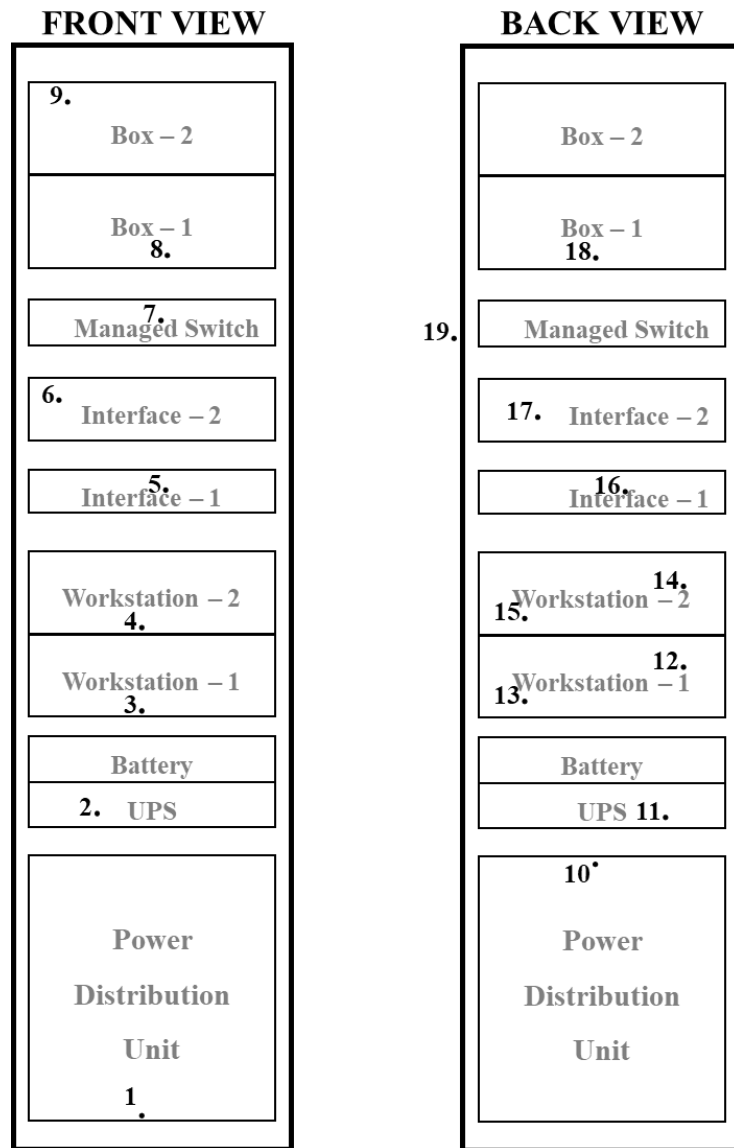 FRONT VIEW
9.
Box – 2
Box – 1
8.
7.
Managed Switch
6.
Interface – 2
5.
Interface – 1
Workstation – 2
4.
Workstation – 1
3.
Battery
2. UPS
Power
Distribution
Unit
1.
BACK VIEW
Box – 2
Box – 1
18.
19. Managed Switch
17. Interface – 2
16.
Interface – 1
14.
Workstation – 2
15.
12.
Workstation – 1
13.
Battery
UPS 11.
10.
Power
Distribution
Unit